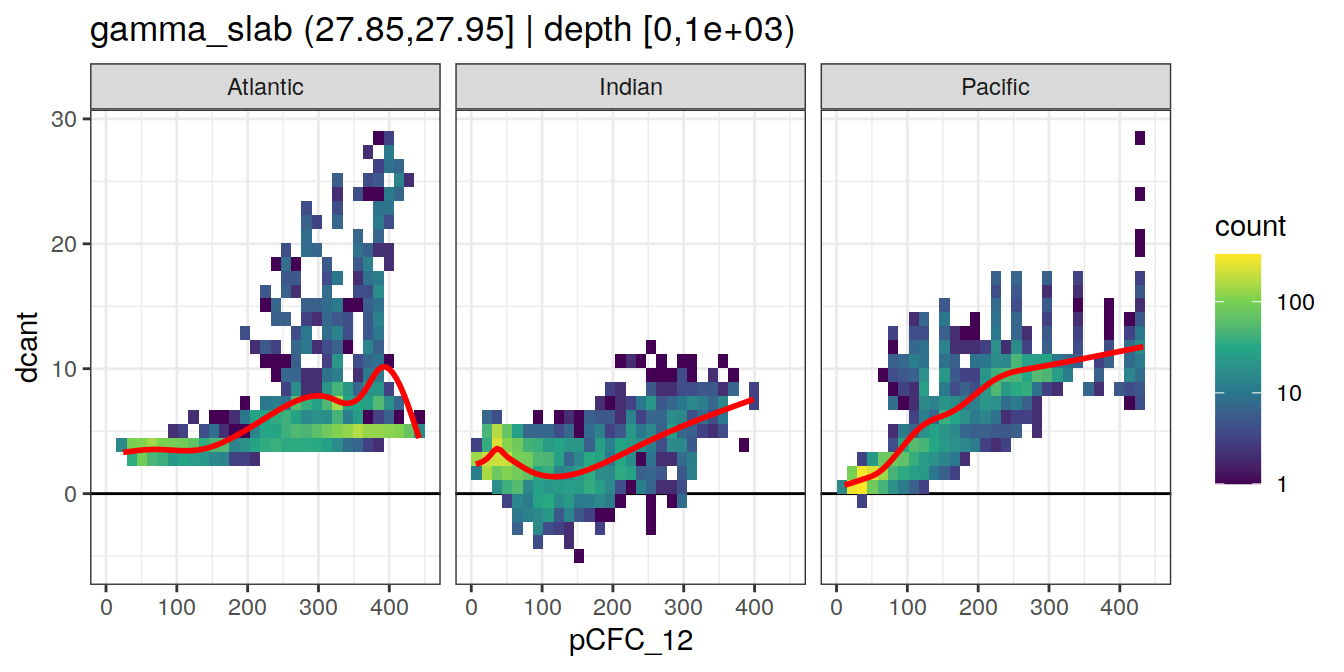 gamma_slab (27.85,27.95] | depth [0,1e+03)
Atlantic Indian Pacific
30
20
10
0
dcant
0 100 200 300 400 0 100 200 300 400 0 100 200 300 400
pCFC_12
count
100
10
1